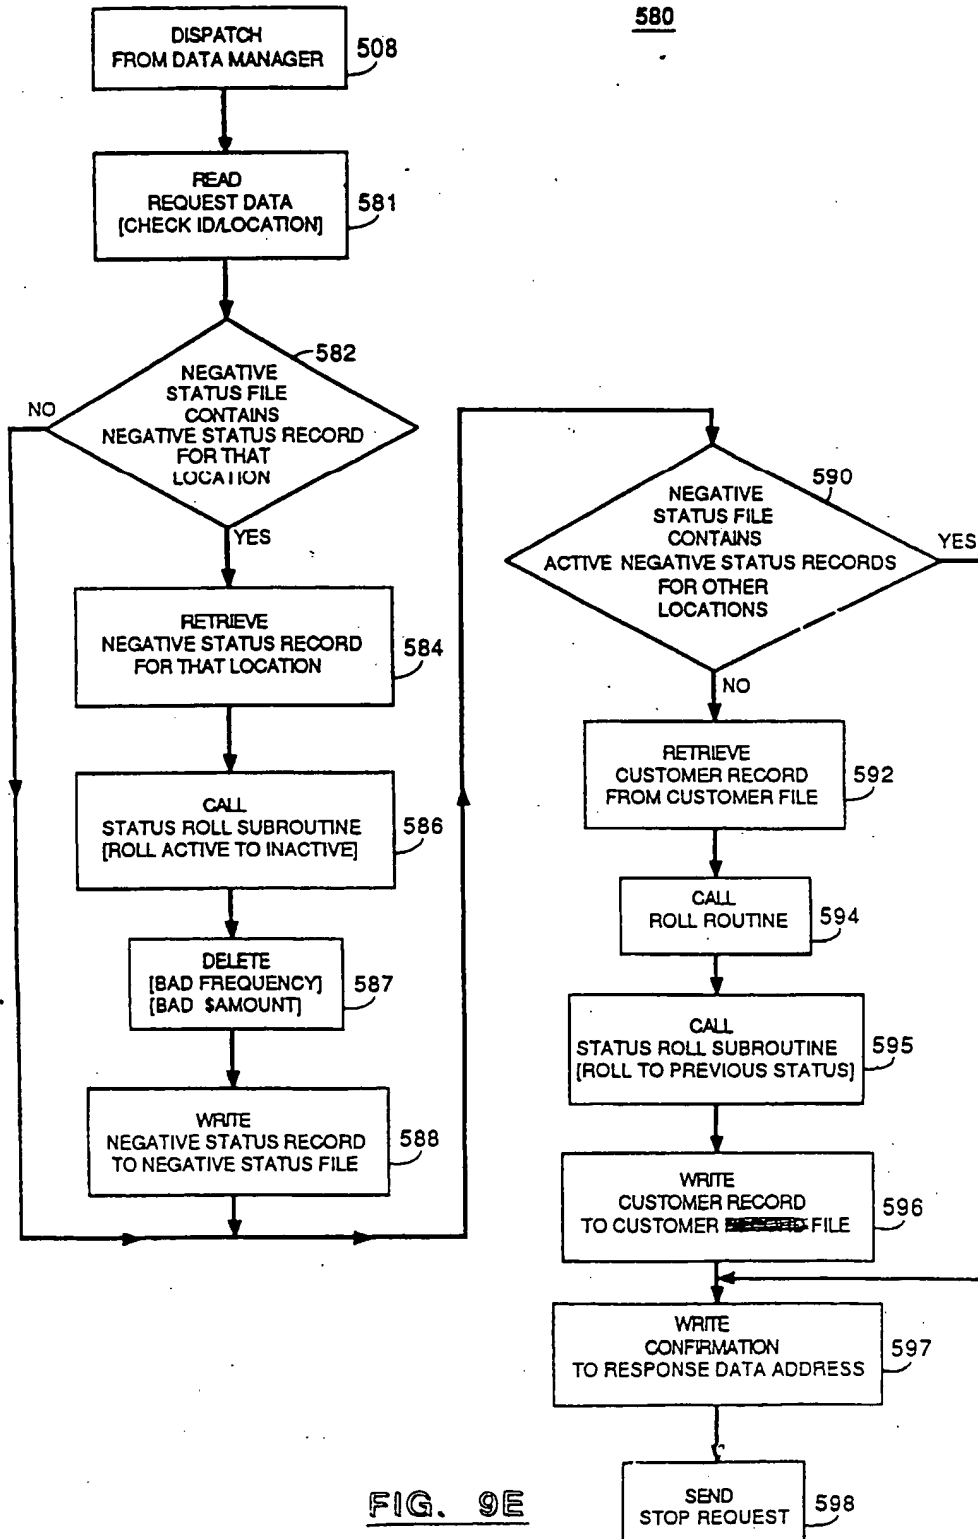 580
DISPATCH
FROM DATA MANAGER
508
READ
REQUEST DATA
[CHECK ID/LOCATION]
581
582
NEGATIVE
STATUS FILE
CONTAINS
NEGATIVE STATUS RECORD
FOR THAT
LOCATION
NO
YES
RETRIEVE
NEGATIVE STATUS RECORD
FOR THAT LOCATION
584
CALL
STATUS ROLL SUBROUTINE
[ROLL ACTIVE TO INACTIVE]
586
DELETE
[BAD FREQUENCY]
[BAD $AMOUNT]
587
WRITE
NEGATIVE STATUS RECORD
TO NEGATIVE STATUS FILE
588
590
NEGATIVE
STATUS FILE
CONTAINS
ACTIVE NEGATIVE STATUS RECORDS
FOR OTHER
LOCATIONS
YES
NO
RETRIEVE
CUSTOMER RECORD
FROM CUSTOMER FILE
592
CALL
ROLL ROUTINE
594
CALL
STATUS ROLL SUBROUTINE
[ROLL TO PREVIOUS STATUS]
595
WRITE
CUSTOMER RECORD
TO CUSTOMER FILE
596
WRITE
CONFIRMATION
TO RESPONSE DATA ADDRESS
597
SEND
STOP REQUEST
598
FIG. 9E